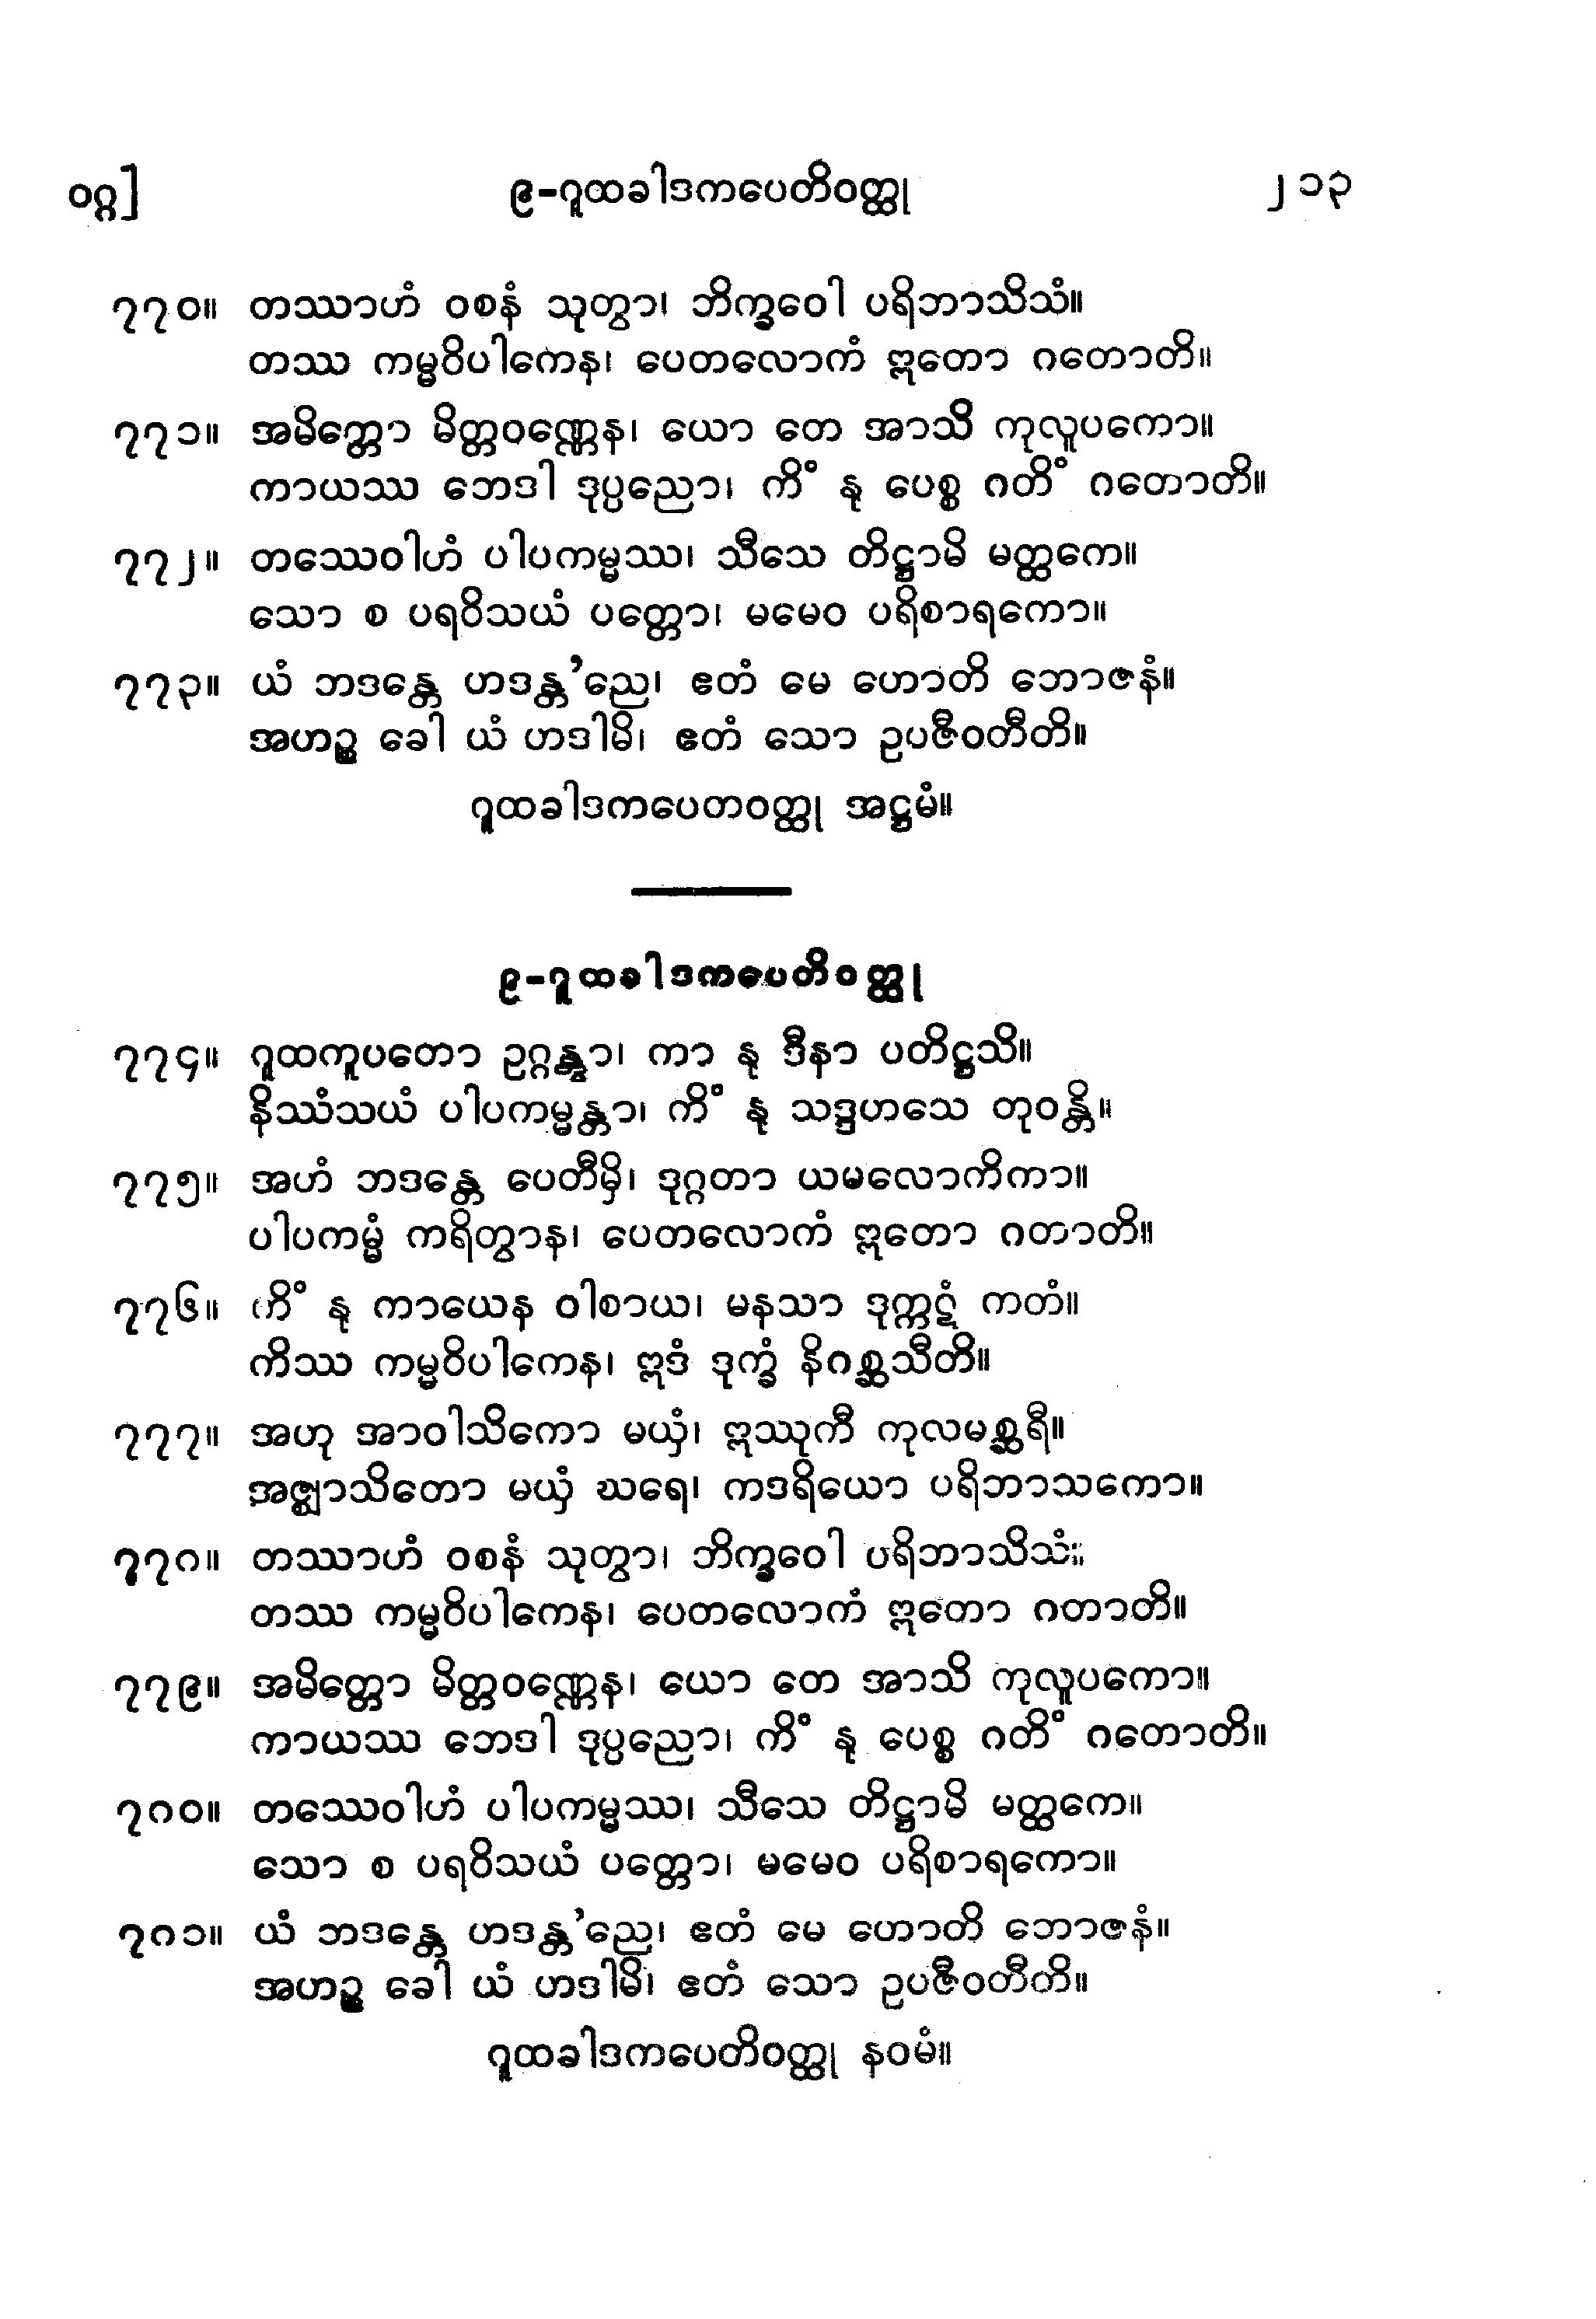 ဝဂ္ဂ]
၉-ဂူထခါဒကပေတိဝတ္ထု
၂၁၃
၇၇၀။ တဿာဟံ ဝစနံ သုတွာ၊ ဘိက္ခဝေါ ပရိဘာသိသံ။
တဿ ကမ္မဝိပါကေန၊ ပေတလောကံ ဣတော ဂတောတိ။
၇၇၁။ အမိတ္တော မိတ္တဝဏ္ဏေန၊ ယော တေ အာသိ ကုလူပကော။
ကာယဿ ဘေဒါ ဒုပ္ပညော၊ ကိံ နု ပေစ္စ ဂတိံ ဂတောတိ။
၇၇၂။ တဿေဝါဟံ ပါပကမ္မဿ၊ သီသေ တိဋ္ဌာမိ မတ္ထကေ။
သော စ ပရဝိသယံ ပတ္တော၊ မမေဝ ပရိစာရကော။
၇၇၃။ ယံ ဘဒန္တေ ဟဒန္တ’ညေ၊ ဧတံ မေ ဟောတိ ဘောဇနံ။
အဟဉ္စ ခေါ ယံ ဟဒါမိ၊ ဧတံ သော ဥပဇီဝတီတိ။
ဂူထခါဒကပေတဝတ္ထု အဋ္ဌမံ။
၉-ဂူထခါဒကပေတိဝတ္ထု
၇၇၄။ ဂူထကူပတော ဥဂ္ဂန္တွာ၊ ကာ နု ဒီနာ ပတိဋ္ဌသိ။
နိဿံသယံ ပါပကမ္မန္တာ၊ ကိံ နု သဒ္ဒဟသေ တုဝန္တိ။
၇၇၅။ အဟံ ဘဒန္တေ ပေတီမှိ၊ ဒုဂ္ဂတာ ယမလောကိကာ။
ပါပကမ္မံ ကရိတွာန၊ ပေတလောကံ ဣတော ဂတာတိ။
၇၇၆။ ကိံ နု ကာယေန ဝါစာယ၊ မနသာ ဒုက္ကဋံ ကတံ။
ကိဿ ကမ္မဝိပါကေန၊ ဣဒံ ဒုက္ခံ နိဂစ္ဆသီတိ။
၇၇၇။ အဟု အာဝါသိကော မယှံ၊ ဣဿုကီ ကုလမစ္ဆရီ။
အဇ္ဈာသိတော မယှံ ဃရေ၊ ကဒရိယော ပရိဘာသကော။
၇၇၈။ တဿာဟံ ဝစနံ သုတွာ၊ ဘိက္ခဝေါ ပရိဘာသိသံ။
တဿ ကမ္မဝိပါကေန၊ ပေတလောကံ ဣတော ဂတာတိ။
၇၇၉။ အမိတ္တော မိတ္တဝဏ္ဏေန၊ ယော တေ အာသိ ကုလူပကော။
ကာယဿ ဘေဒါ ဒုပ္ပညော၊ ကိံ နု ပေစ္စ ဂတိံ ဂတောတိ။
၇၈၀။ တဿေဝါဟံ ပါပကမ္မဿ၊ သီသေ တိဋ္ဌာမိ မတ္ထကေ။
သော စ ပရဝိသယံ ပတ္တော၊ မမေဝ ပရိစာရကော။
၇၈၁။ ယံ ဘဒန္တေ ဟဒန္တ’ညေ၊ ဧတံ မေ ဟောတိ ဘောဇနံ။
အဟဉ္စ ခေါ ယံ ဟဒါမိ၊ ဧတံ သော ဥပဇီဝတီတိ။
ဂူထခါဒကပေတိဝတ္ထု နဝမံ။